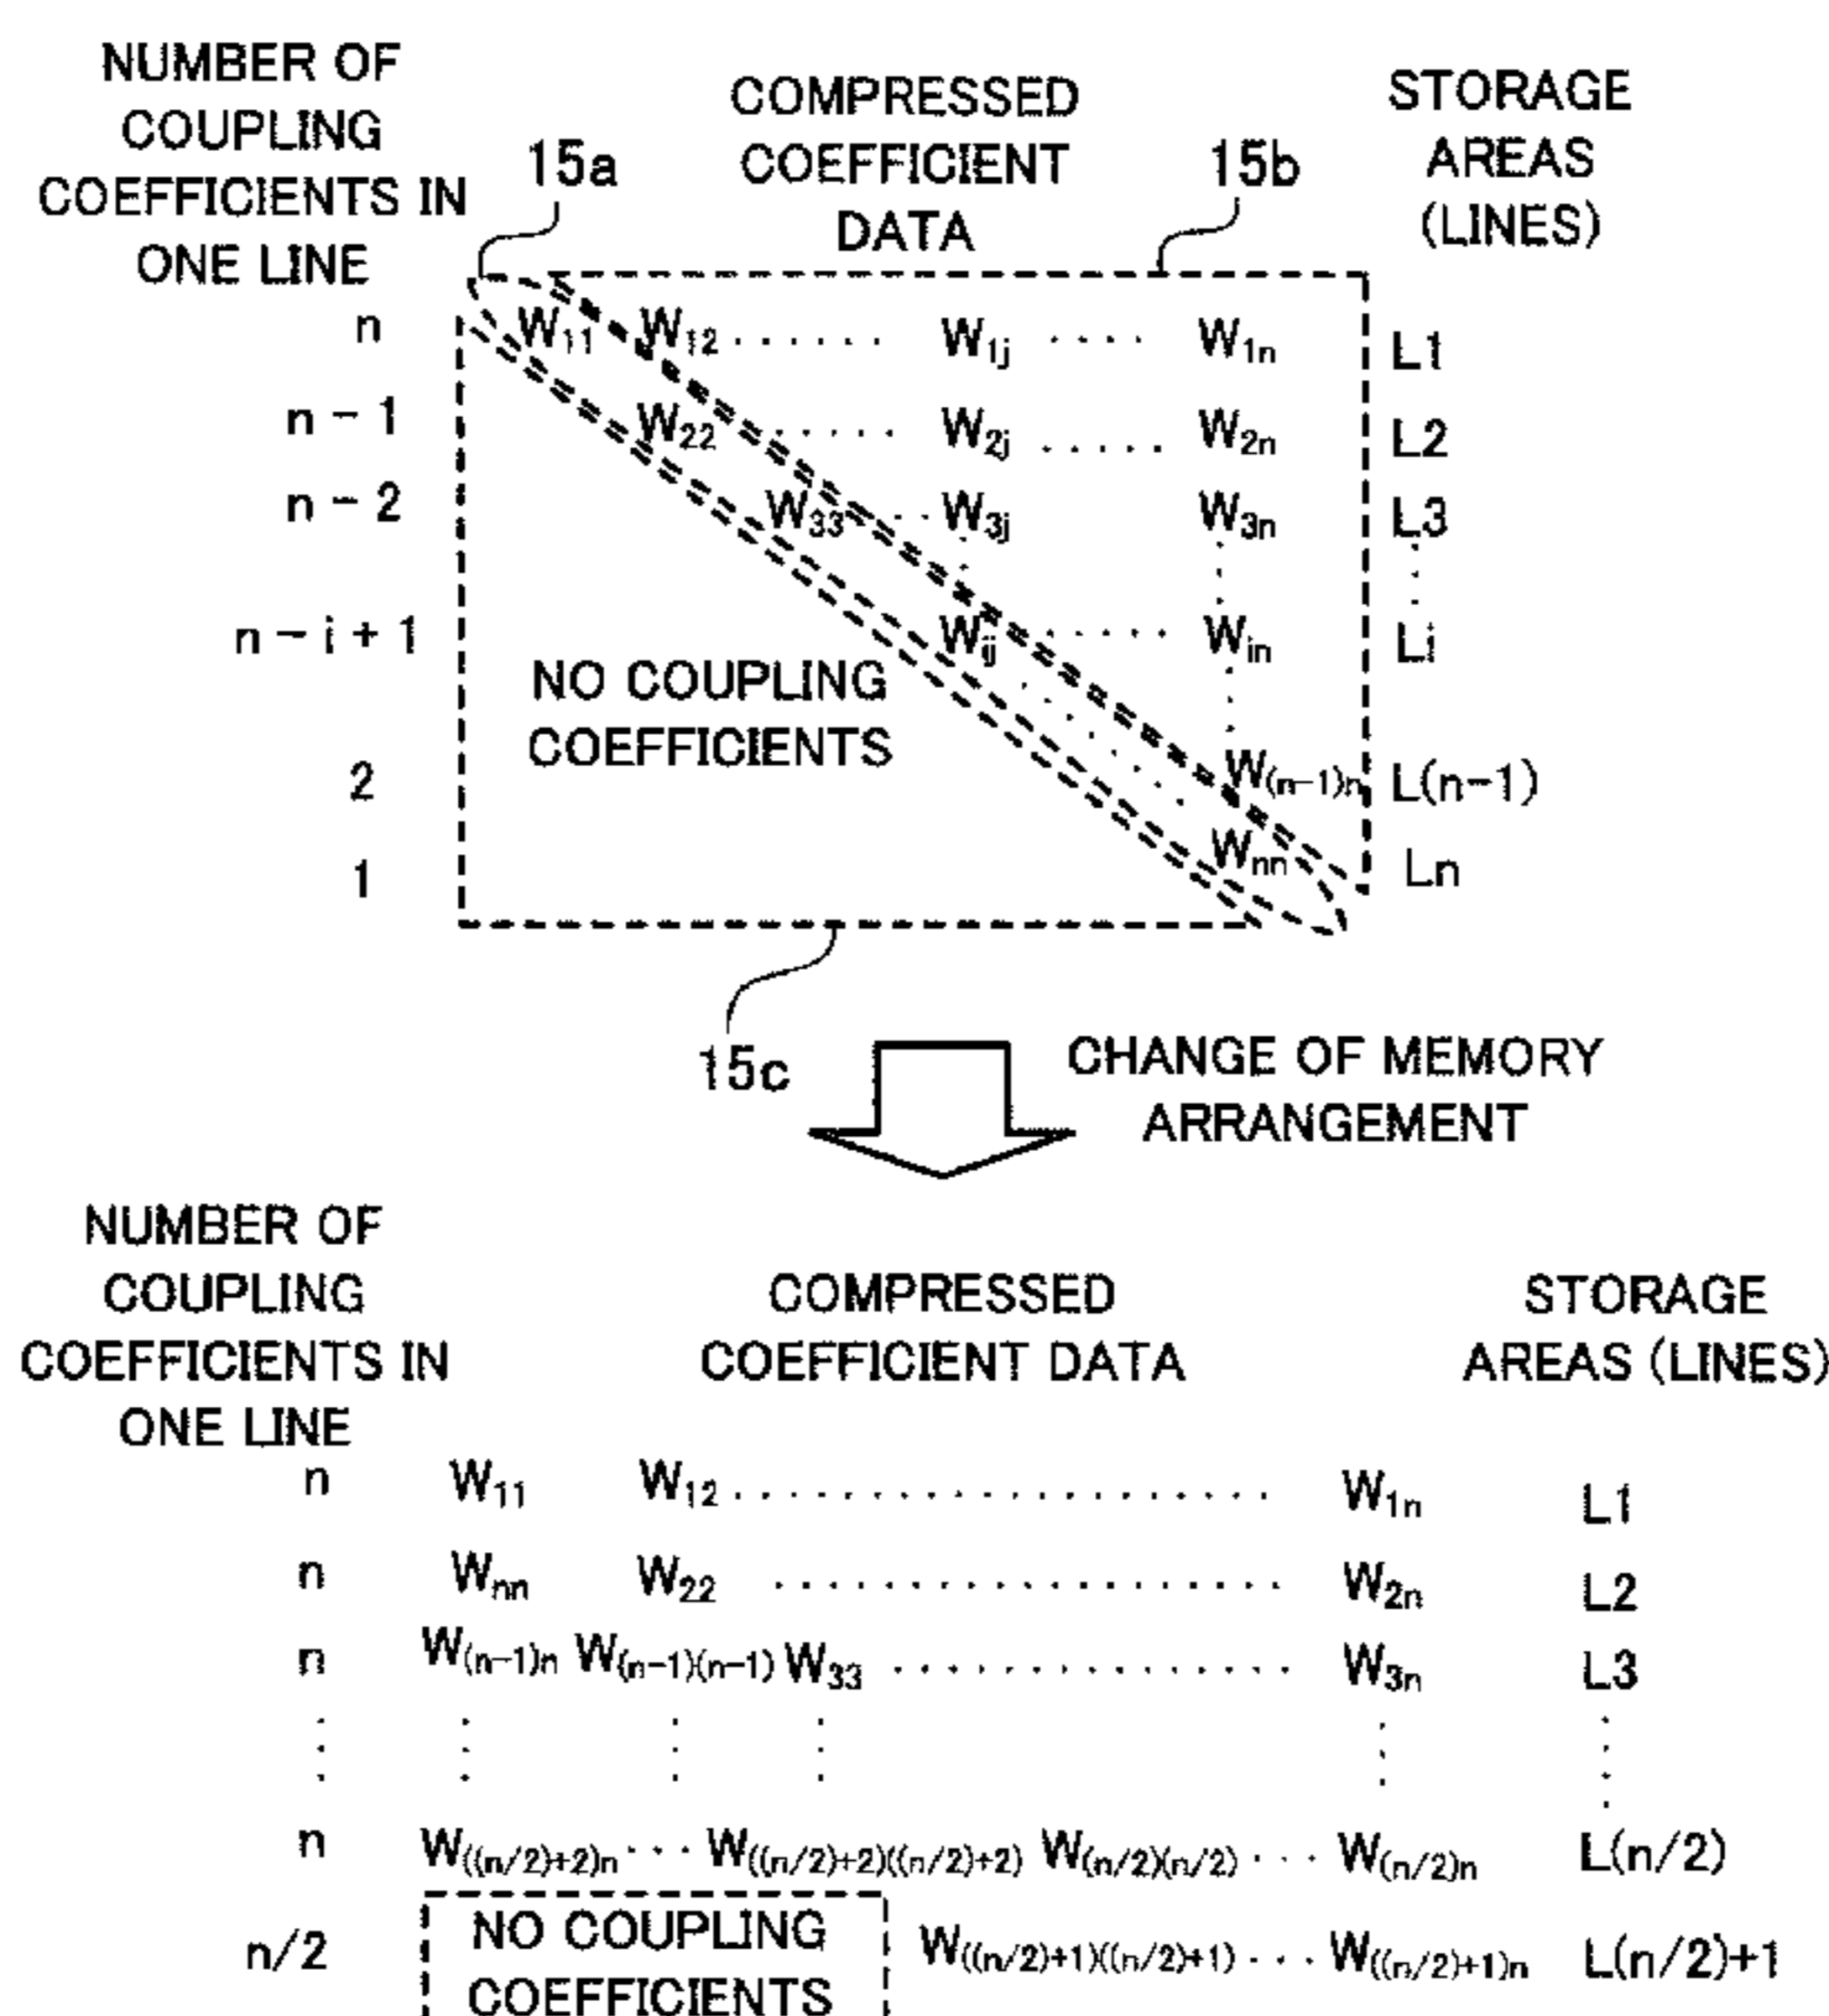 NUMBER OF
COUPLING
COEFFICIENTS IN
ONE LINE
15a
COMPRESSED
COEFFICIENT
DATA
15b
STORAGE
AREAS
(LINES)
n W11 W12 ······ W1j ···· W1n L1
n - 1 W22 ······ W2j ····· W2n L2
n - 2 W33 ··· W3j W3n L3
n - i + 1 Wij ····· Win Li
NO COUPLING
COEFFICIENTS
2 W(n-1)n L(n-1)
1 Wnn Ln
15c
CHANGE OF MEMORY
ARRANGEMENT
NUMBER OF
COUPLING
COEFFICIENTS IN
ONE LINE
COMPRESSED
COEFFICIENT DATA
STORAGE
AREAS (LINES)
n W11 W12 ···················· W1n L1
n Wnn W22 ··················· W2n L2
n W(n-1)n W(n-1)(n-1) W33 ··············· W3n L3
n W((n/2)+2)n ··· W((n/2)+2)((n/2)+2) W(n/2)(n/2) ··· W(n/2)n L(n/2)
n/2 NO COUPLING
COEFFICIENTS
W((n/2)+1)((n/2)+1) ··· W((n/2)+1)n L(n/2)+1